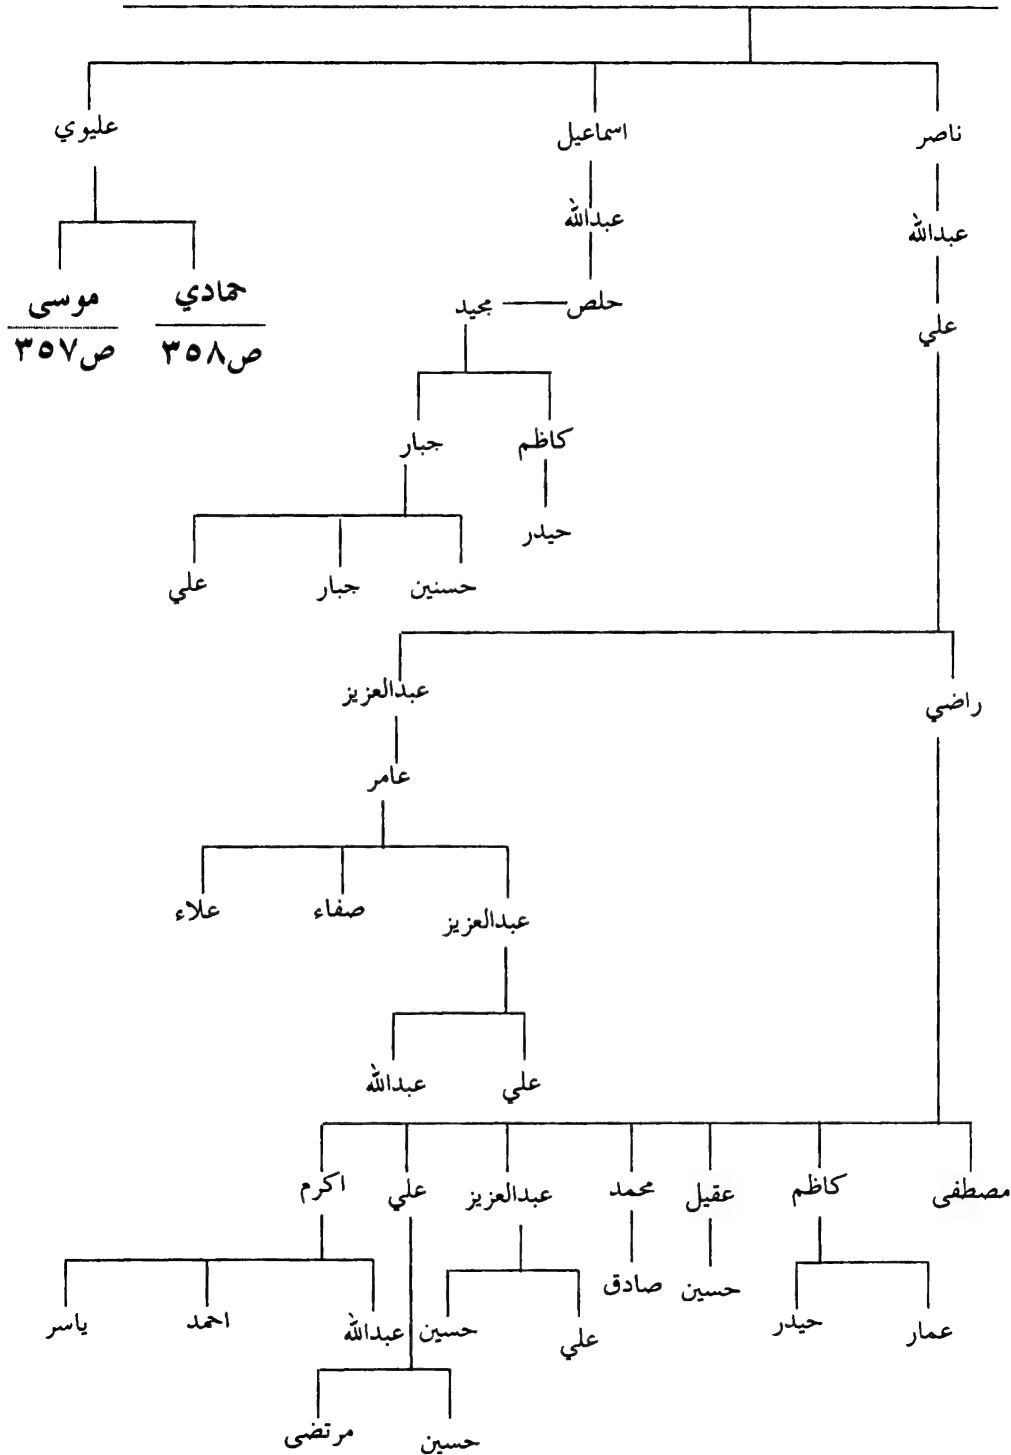 ناصر اسماعيل عليوي
عبدالله عبدالله
حمادي موسى
ص٣٥٨ ص٣٥٧
حلص مجيد
علي
كاظم جبار
حيدر
حسنين جبار علي
راضي عبدالعزيز
عامر
عبدالعزيز صفاء علاء
علي عبدالله
مصطفى كاظم عقيل محمد عبدالعزيز علي اكرم
عمار حيدر حسين صادق علي حسين عبدالله احمد ياسر
حسين مرتضى